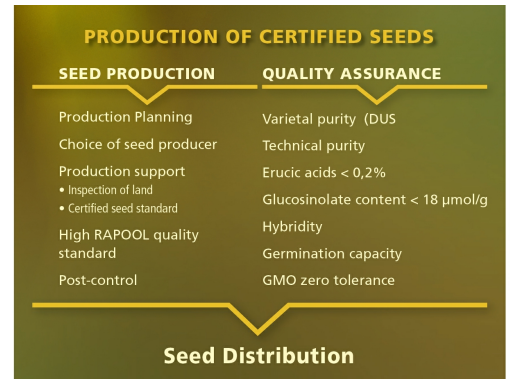 PRODUCTION OF CERTIFIED SEEDS
SEED PRODUCTION
Production Planning
Choice of seed producer
Production support
• Inspection of land
• Certified seed standard
High RAPOOL quality
standard
Post-control
QUALITY ASSURANCE
Varietal purity (DUS
Technical purity
Erucic acids < 0,2%
Glucosinolate content < 18 µmol/g
Hybridity
Germination capacity
GMO zero tolerance
Seed Distribution